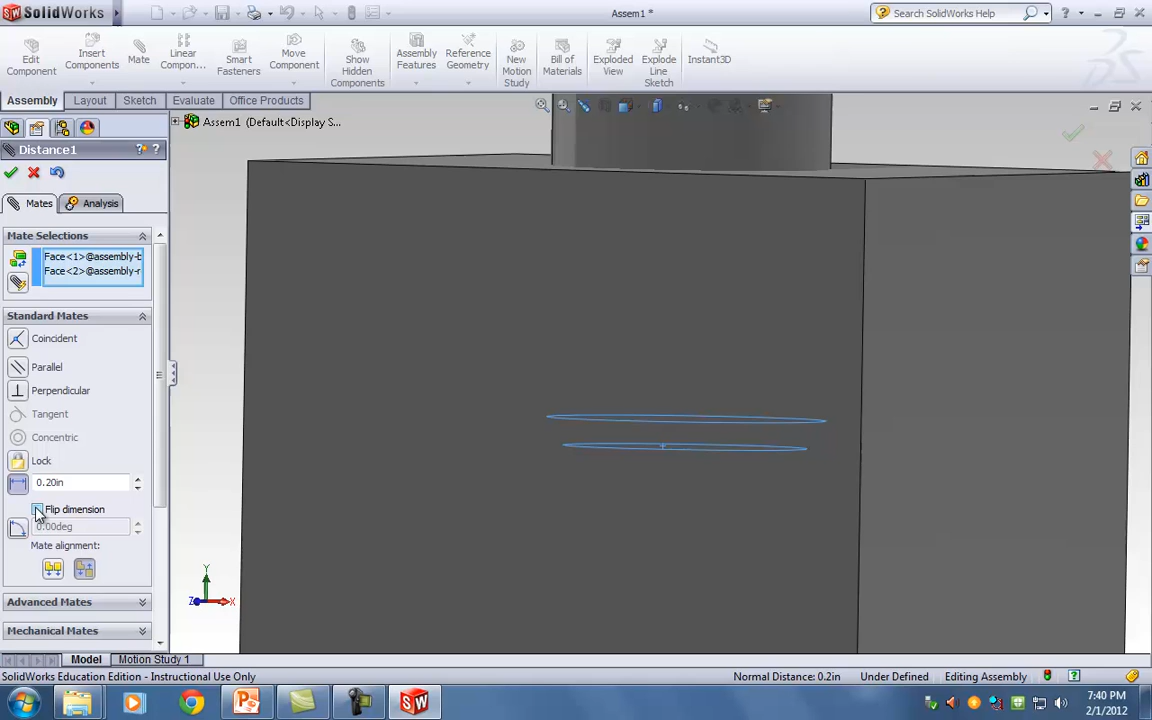 SolidWorks
Assem1 *
Search SolidWorks Help
Edit Component
Insert Components
Mate
Linear Compon...
Smart Fasteners
Move Component
Show Hidden Components
Assembly Features
Reference Geometry
New Motion Study
Bill of Materials
Exploded View
Explode Line Sketch
Instant3D
Assembly
Layout
Sketch
Evaluate
Office Products
Assem1 (Default<Display S...
Distance1
Mates
Analysis
Mate Selections
Face<1>@assembly-b
Face<2>@assembly-r
Standard Mates
Coincident
Parallel
Perpendicular
Tangent
Concentric
Lock
0.20in
Flip dimension
0.00deg
Mate alignment:
Advanced Mates
Mechanical Mates
Y
Z X
Model
Motion Study 1
SolidWorks Education Edition - Instructional Use Only
Normal Distance: 0.2in
Under Defined
Editing Assembly
7:40 PM
2/1/2012